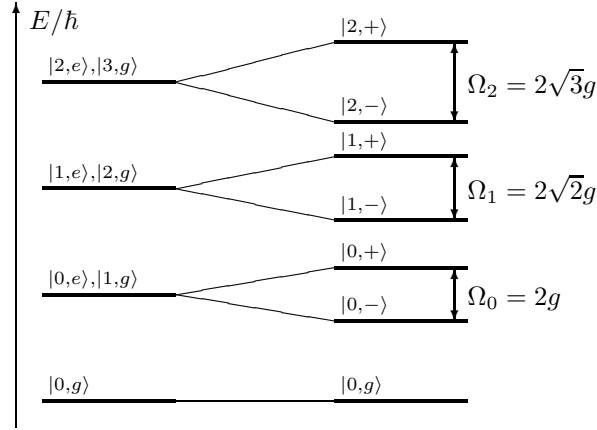 E/ℏ
|2,+⟩
|2,e⟩,|3,g⟩
Ω₂ = 2√3g
|2,−⟩
|1,+⟩
|1,e⟩,|2,g⟩
Ω₁ = 2√2g
|1,−⟩
|0,+⟩
|0,e⟩,|1,g⟩
Ω₀ = 2g
|0,−⟩
|0,g⟩ |0,g⟩